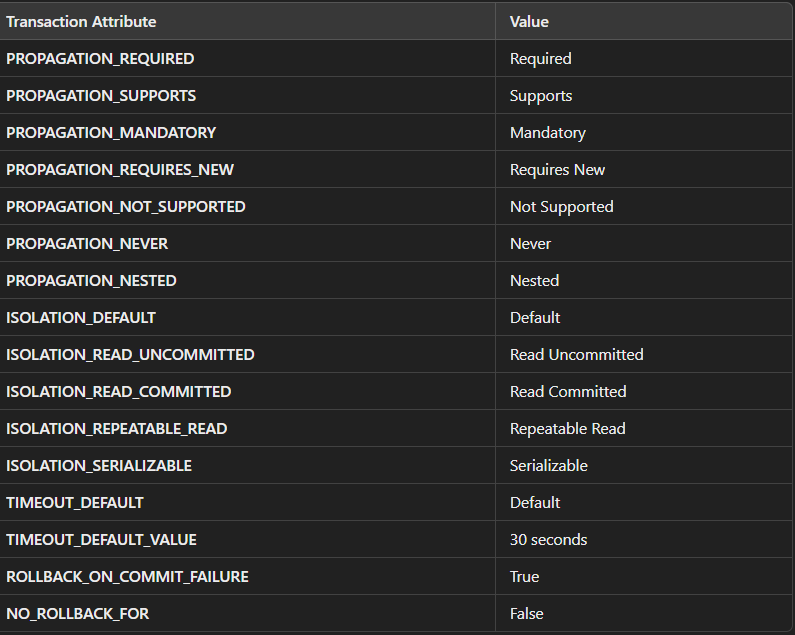 Transaction Attribute Value
PROPAGATION_REQUIRED Required
PROPAGATION_SUPPORTS Supports
PROPAGATION_MANDATORY Mandatory
PROPAGATION_REQUIRES_NEW Requires New
PROPAGATION_NOT_SUPPORTED Not Supported
PROPAGATION_NEVER Never
PROPAGATION_NESTED Nested
ISOLATION_DEFAULT Default
ISOLATION_READ_UNCOMMITTED Read Uncommitted
ISOLATION_READ_COMMITTED Read Committed
ISOLATION_REPEATABLE_READ Repeatable Read
ISOLATION_SERIALIZABLE Serializable
TIMEOUT_DEFAULT Default
TIMEOUT_DEFAULT_VALUE 30 seconds
ROLLBACK_ON_COMMIT_FAILURE True
NO_ROLLBACK_FOR False